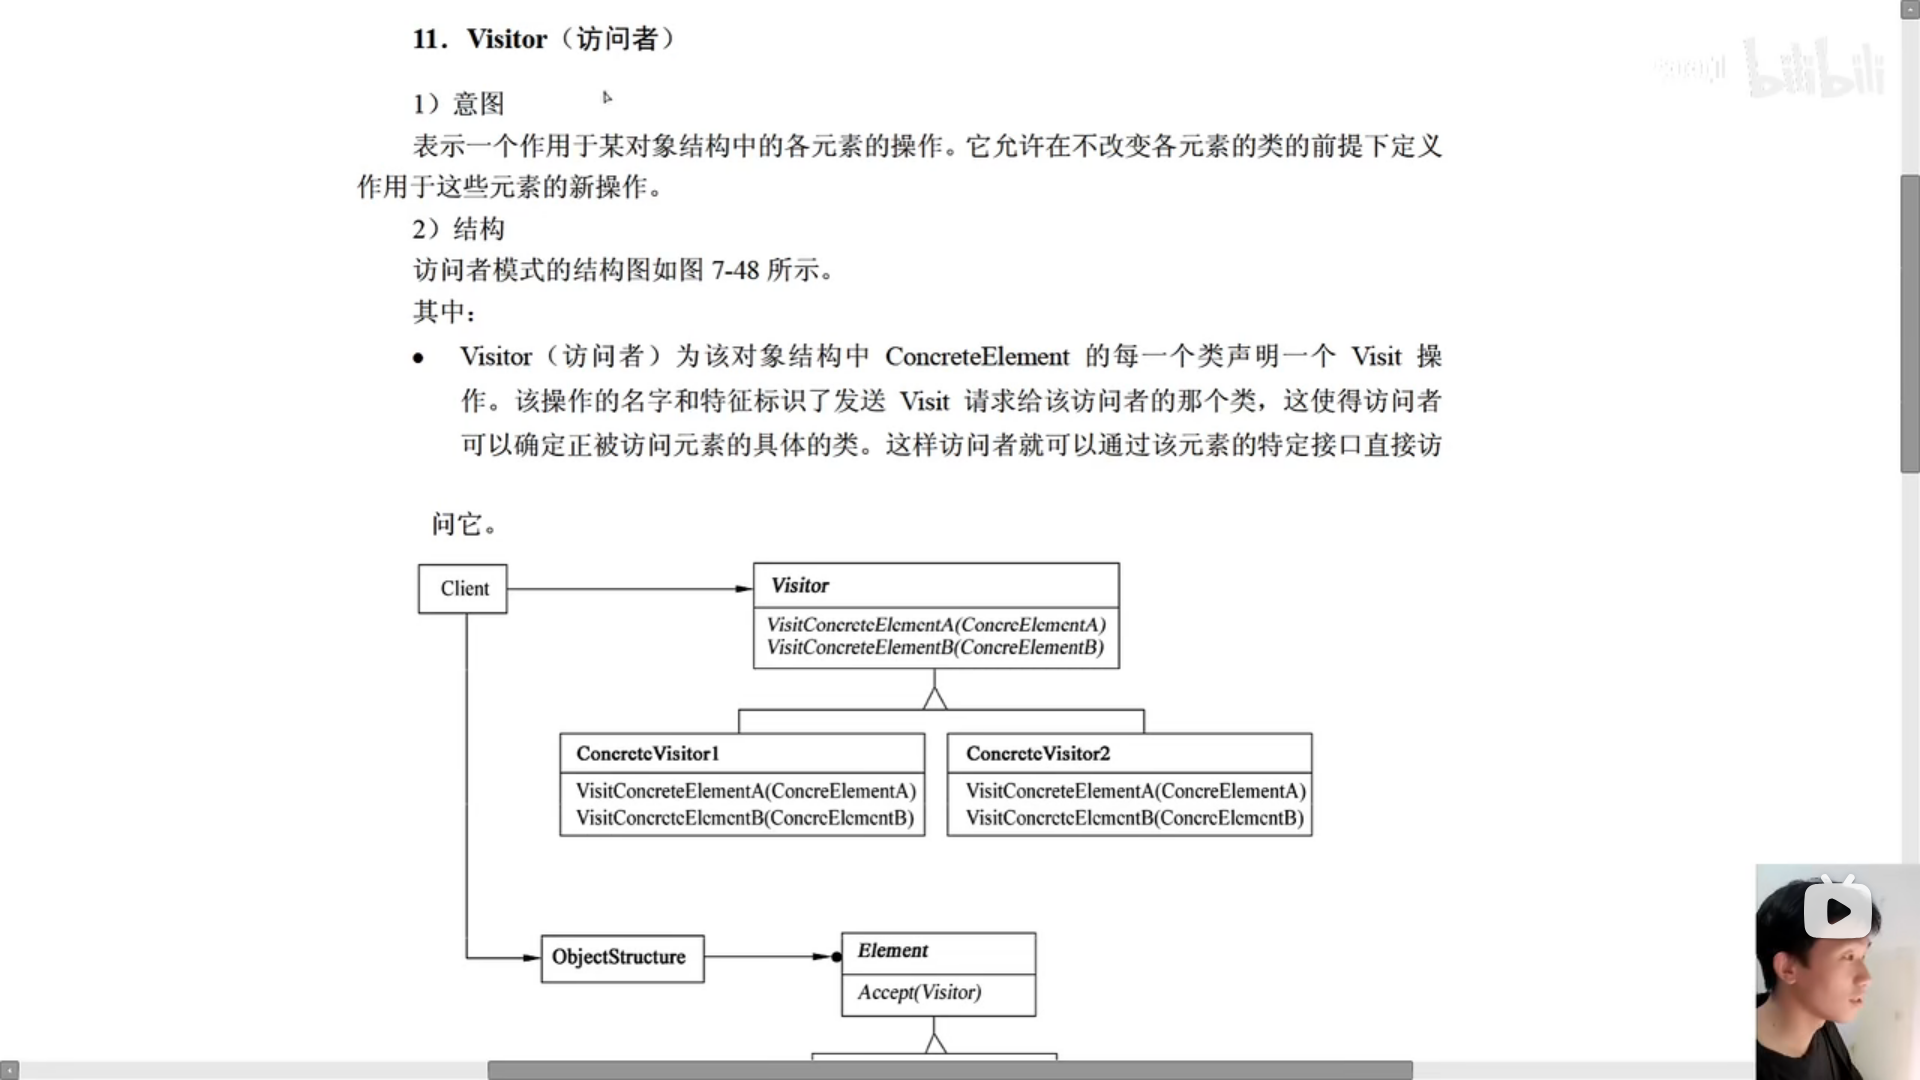 11. Visitor（访问者）
bilibili
1）意图
表示一个作用于某对象结构中的各元素的操作。它允许在不改变各元素的类的前提下定义
作用于这些元素的新操作。
2）结构
访问者模式的结构图如图 7-48 所示。
其中：
● Visitor（访问者）为该对象结构中 ConcreteElement 的每一个类声明一个 Visit 操
作。该操作的名字和特征标识了发送 Visit 请求给该访问者的那个类，这使得访问者
可以确定正被访问元素的具体的类。这样访问者就可以通过该元素的特定接口直接访
问它。
Client
Visitor
VisitConcreteElementA(ConcreElementA)
VisitConcreteElementB(ConcreElementB)
ConcreteVisitor1
VisitConcreteElementA(ConcreElementA)
VisitConcreteElementB(ConcreElementB)
ConcreteVisitor2
VisitConcreteElementA(ConcreElementA)
VisitConcreteElementB(ConcreElementB)
ObjectStructure
Element
Accept(Visitor)